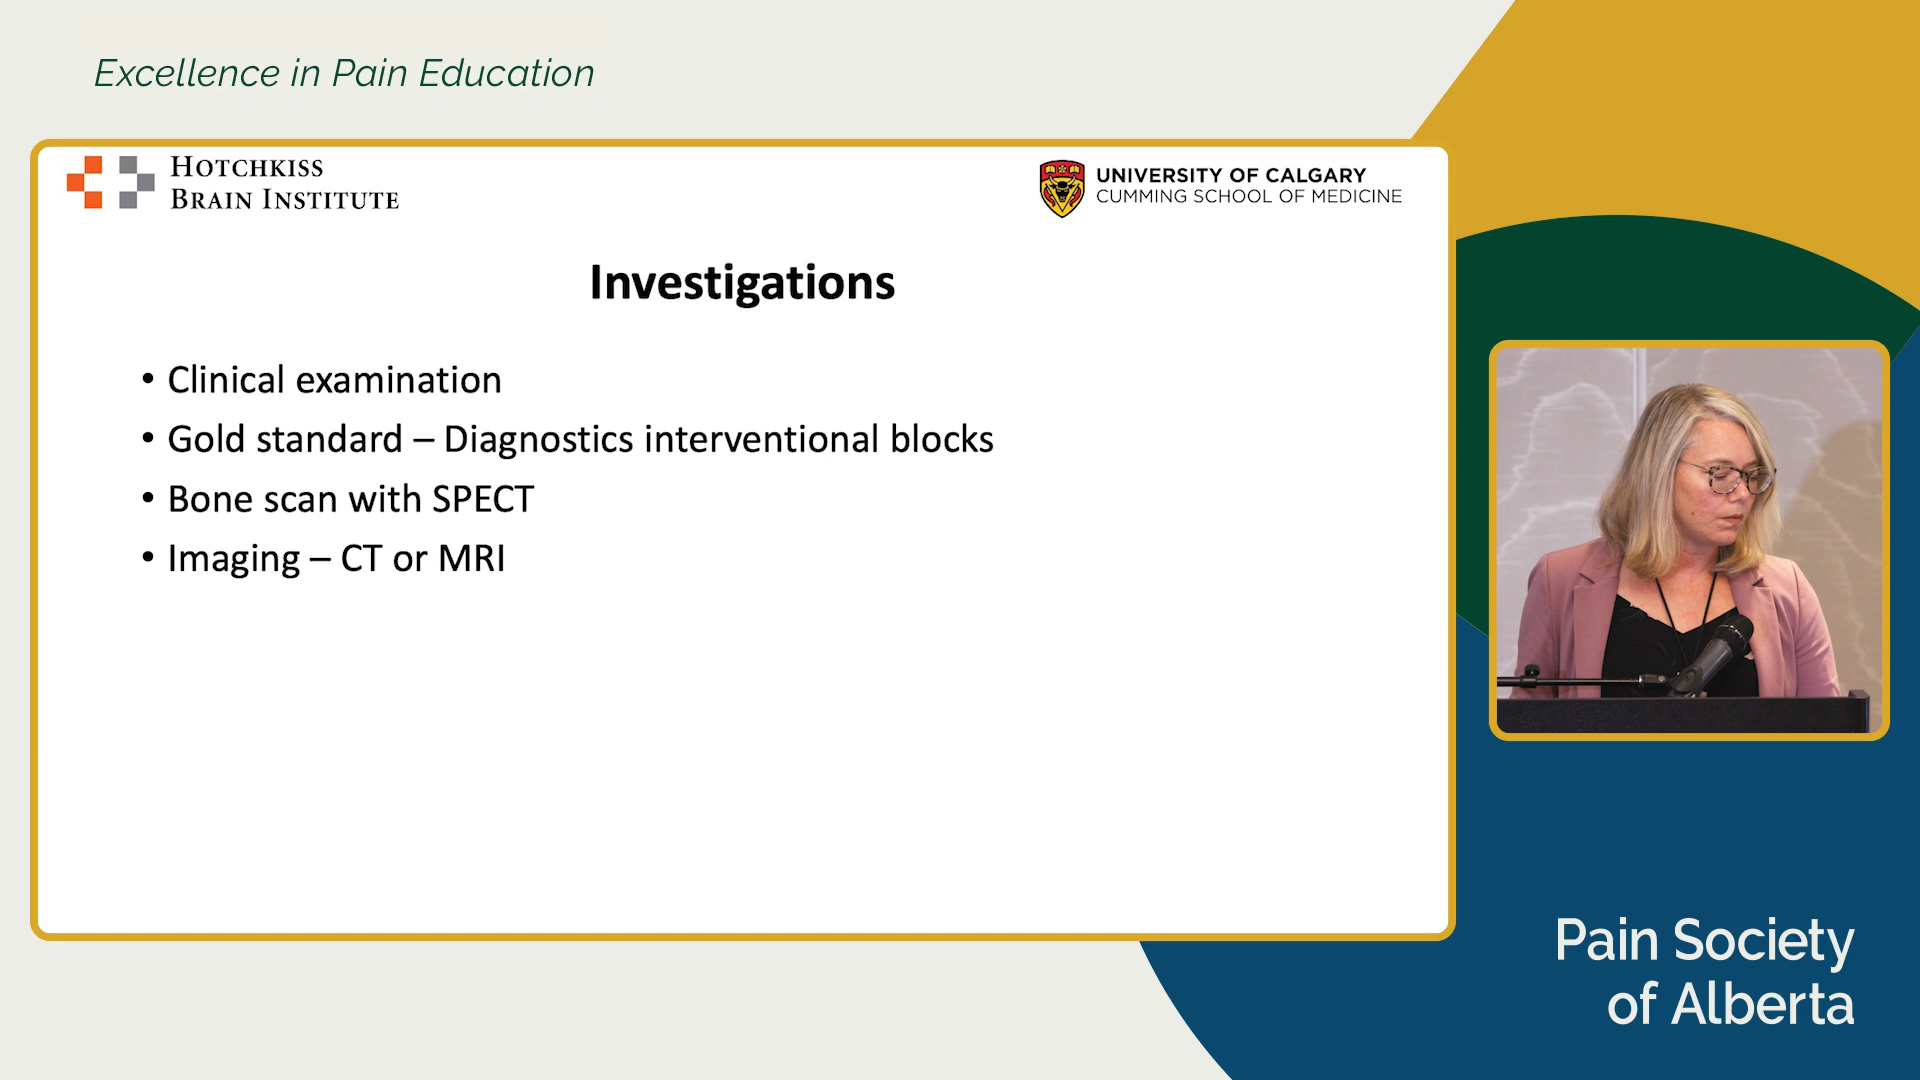 Excellence in Pain Education
HOTCHKISS
BRAIN INSTITUTE
UNIVERSITY OF CALGARY
CUMMING SCHOOL OF MEDICINE
Investigations
• Clinical examination
• Gold standard – Diagnostics interventional blocks
• Bone scan with SPECT
• Imaging – CT or MRI
Pain Society
of Alberta